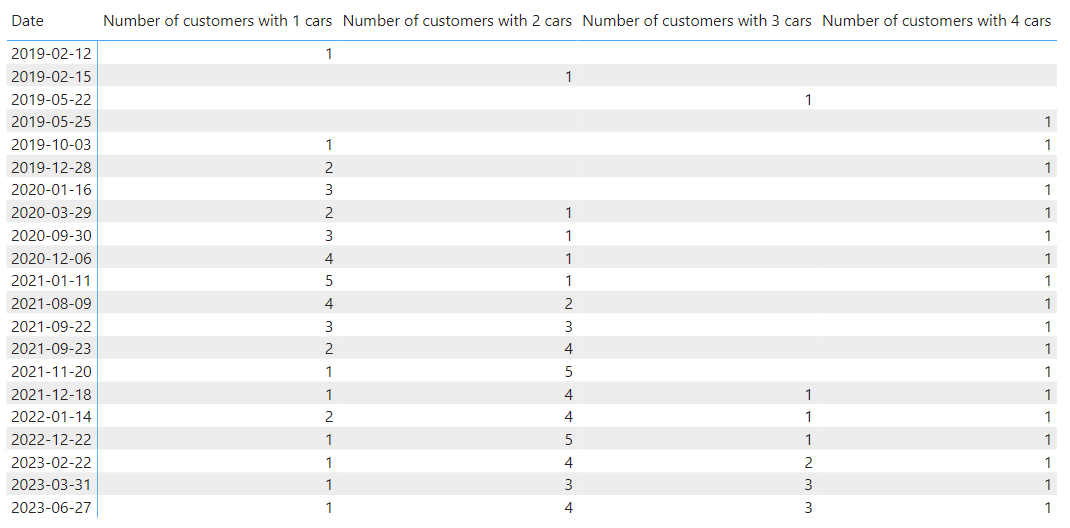 Date Number of customers with 1 cars Number of customers with 2 cars Number of customers with 3 cars Number of customers with 4 cars
2019-02-12 1
2019-02-15 1
2019-05-22 1
2019-05-25 1
2019-10-03 1 1
2019-12-28 2 1
2020-01-16 3 1
2020-03-29 2 1 1
2020-09-30 3 1 1
2020-12-06 4 1 1
2021-01-11 5 1 1
2021-08-09 4 2 1
2021-09-22 3 3 1
2021-09-23 2 4 1
2021-11-20 1 5 1
2021-12-18 1 4 1 1
2022-01-14 2 4 1 1
2022-12-22 1 5 1 1
2023-02-22 1 4 2 1
2023-03-31 1 3 3 1
2023-06-27 1 4 3 1